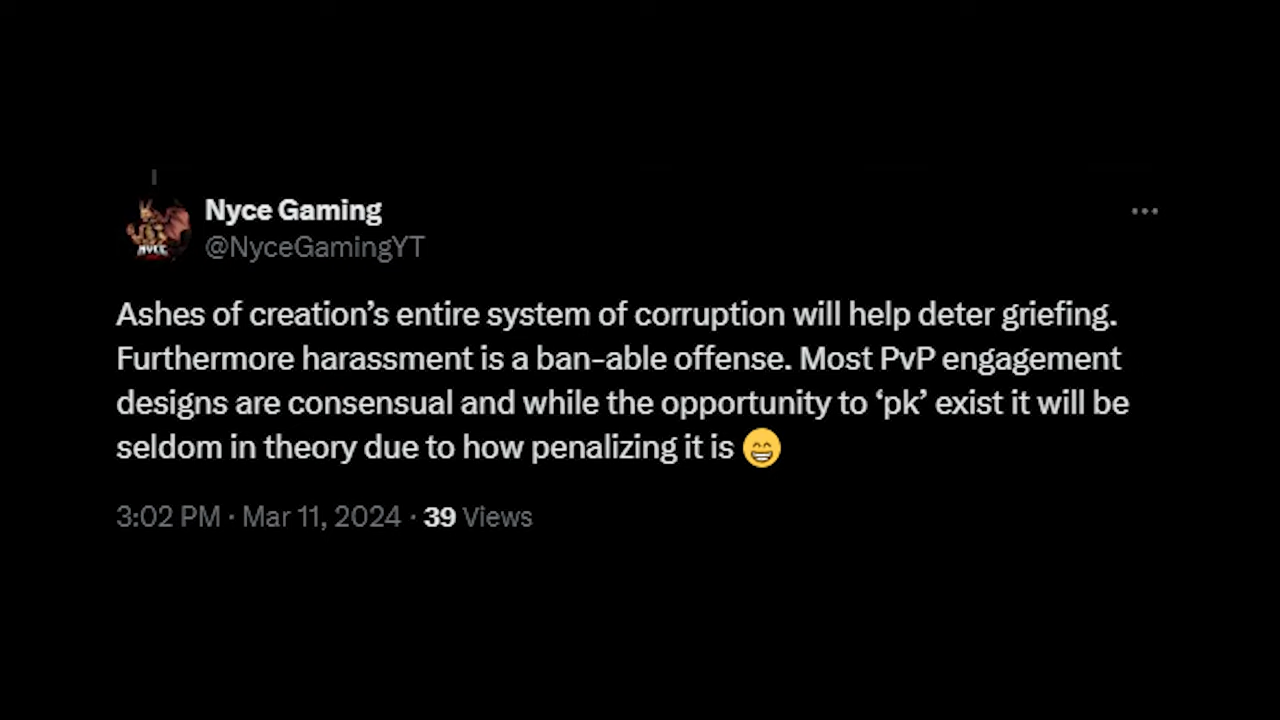 Nyce Gaming
@NyceGamingYT
NYCE
Ashes of creation’s entire system of corruption will help deter griefing.
Furthermore harassment is a ban-able offense. Most PvP engagement
designs are consensual and while the opportunity to ‘pk’ exist it will be
seldom in theory due to how penalizing it is 😁
3:02 PM · Mar 11, 2024 · 39 Views